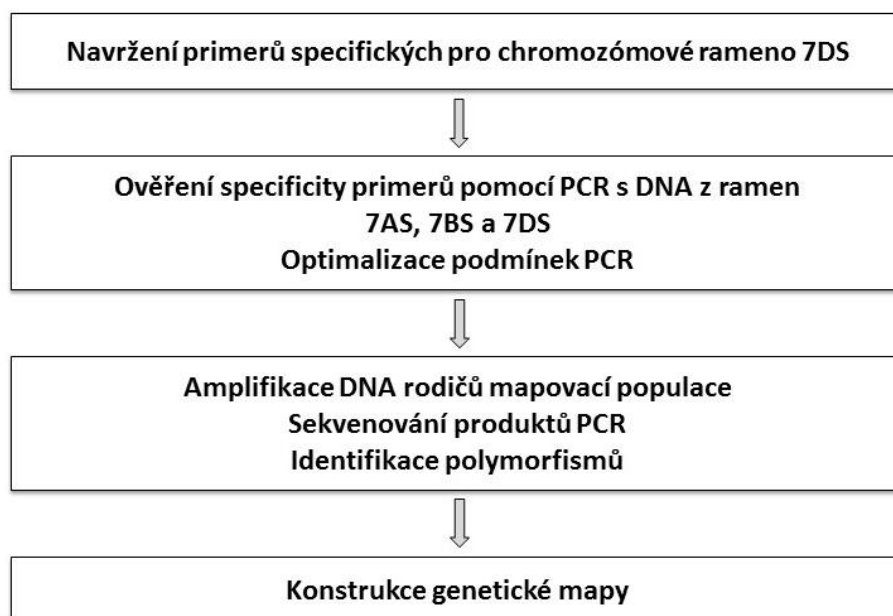 Navržení primerů specifických pro chromozómové rameno 7DS
Ověření specificity primerů pomocí PCR s DNA z ramen
7AS, 7BS a 7DS
Optimalizace podmínek PCR
Amplifikace DNA rodičů mapovací populace
Sekvenování produktů PCR
Identifikace polymorfismů
Konstrukce genetické mapy